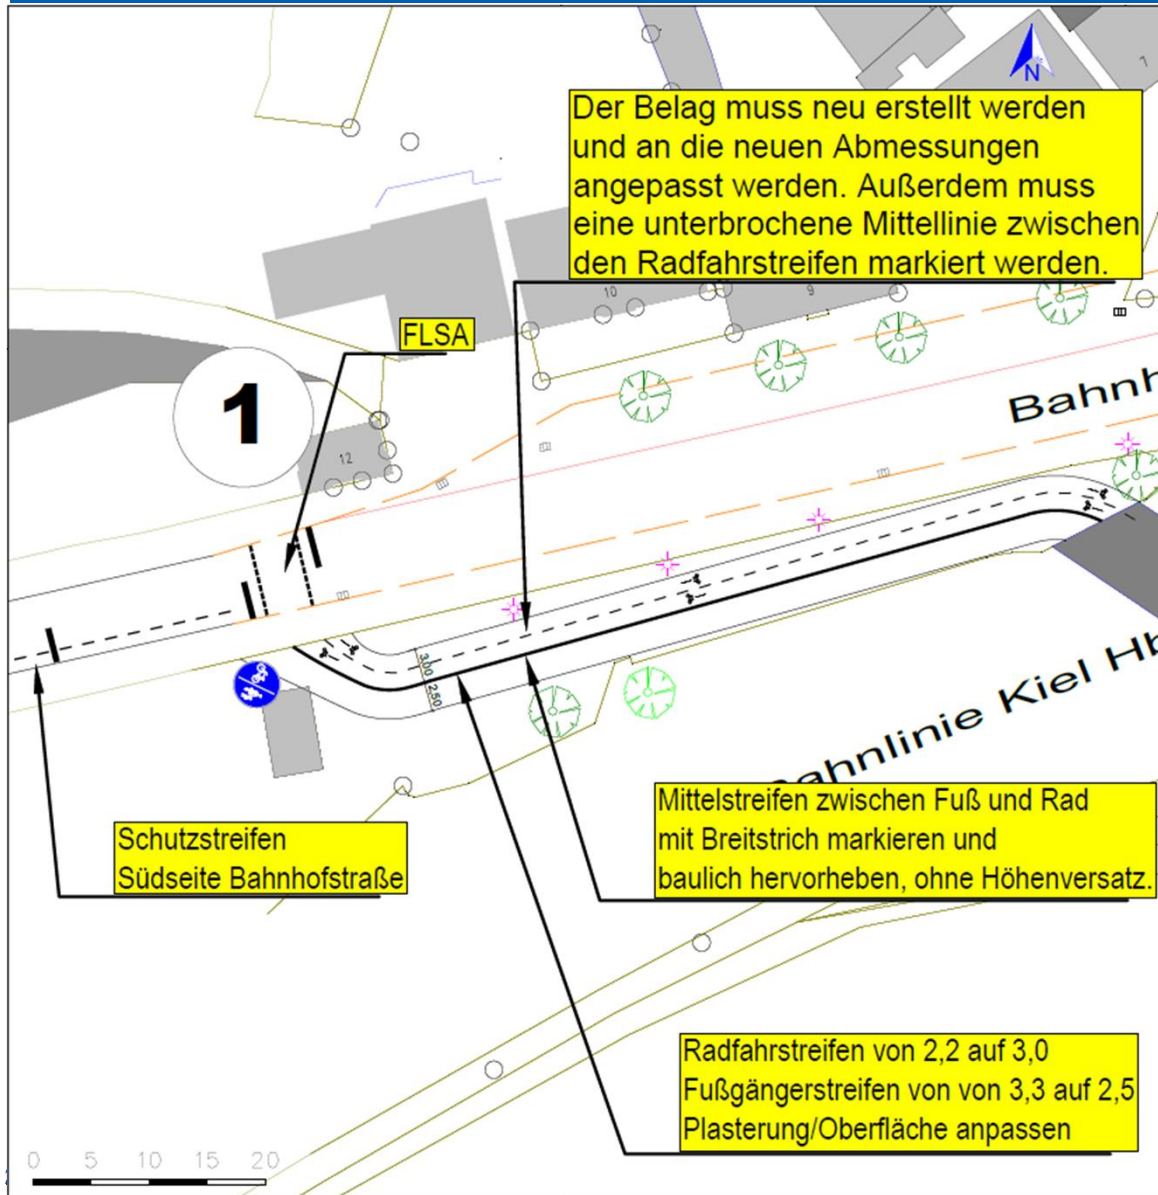 N
7
Der Belag muss neu erstellt werden
und an die neuen Abmessungen
angepasst werden. Außerdem muss
eine unterbrochene Mittellinie zwischen
den Radfahrstreifen markiert werden.
10
9
FLSA
1
12
Bahnh
3.00
2.50
Bahnlinie Kiel Hb
Schutzstreifen
Südseite Bahnhofstraße
Mittelstreifen zwischen Fuß und Rad
mit Breitstrich markieren und
baulich hervorheben, ohne Höhenversatz.
Radfahrstreifen von 2,2 auf 3,0
Fußgängerstreifen von von 3,3 auf 2,5
Plasterung/Oberfläche anpassen
0 5 10 15 20